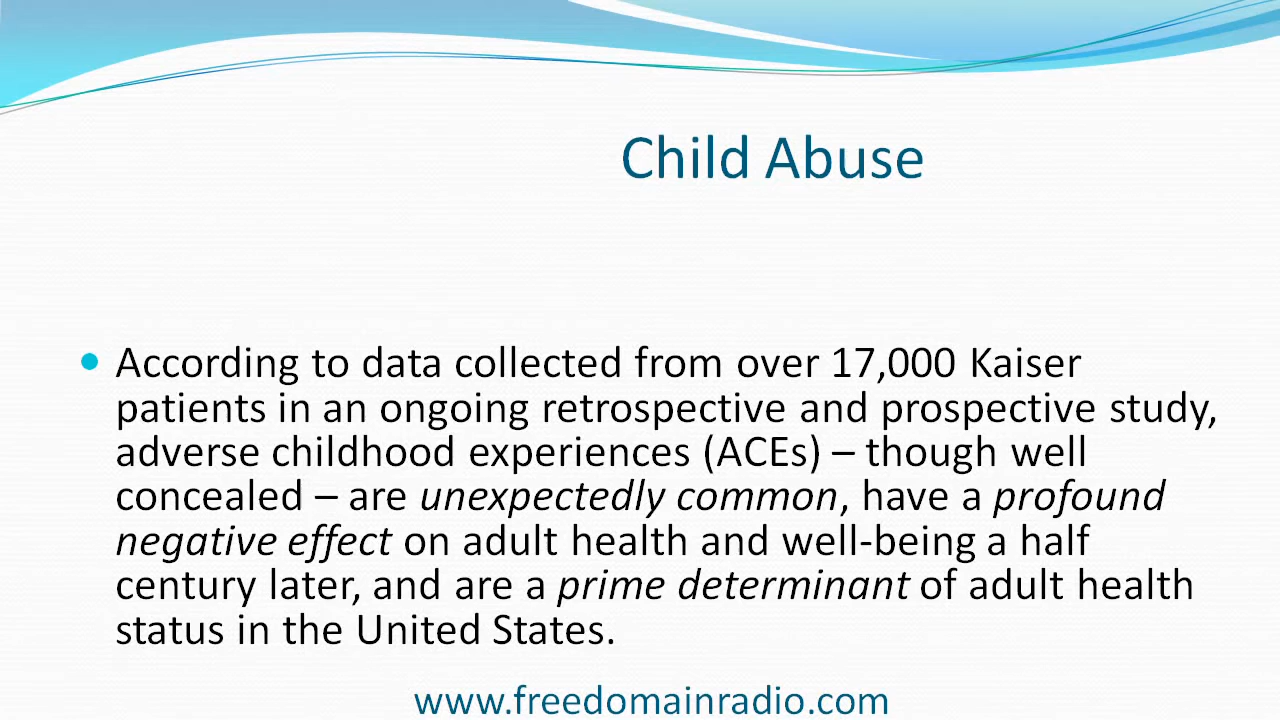 Child Abuse
• According to data collected from over 17,000 Kaiser
patients in an ongoing retrospective and prospective study,
adverse childhood experiences (ACEs) – though well
concealed – are unexpectedly common, have a profound
negative effect on adult health and well-being a half
century later, and are a prime determinant of adult health
status in the United States.
www.freedomainradio.com